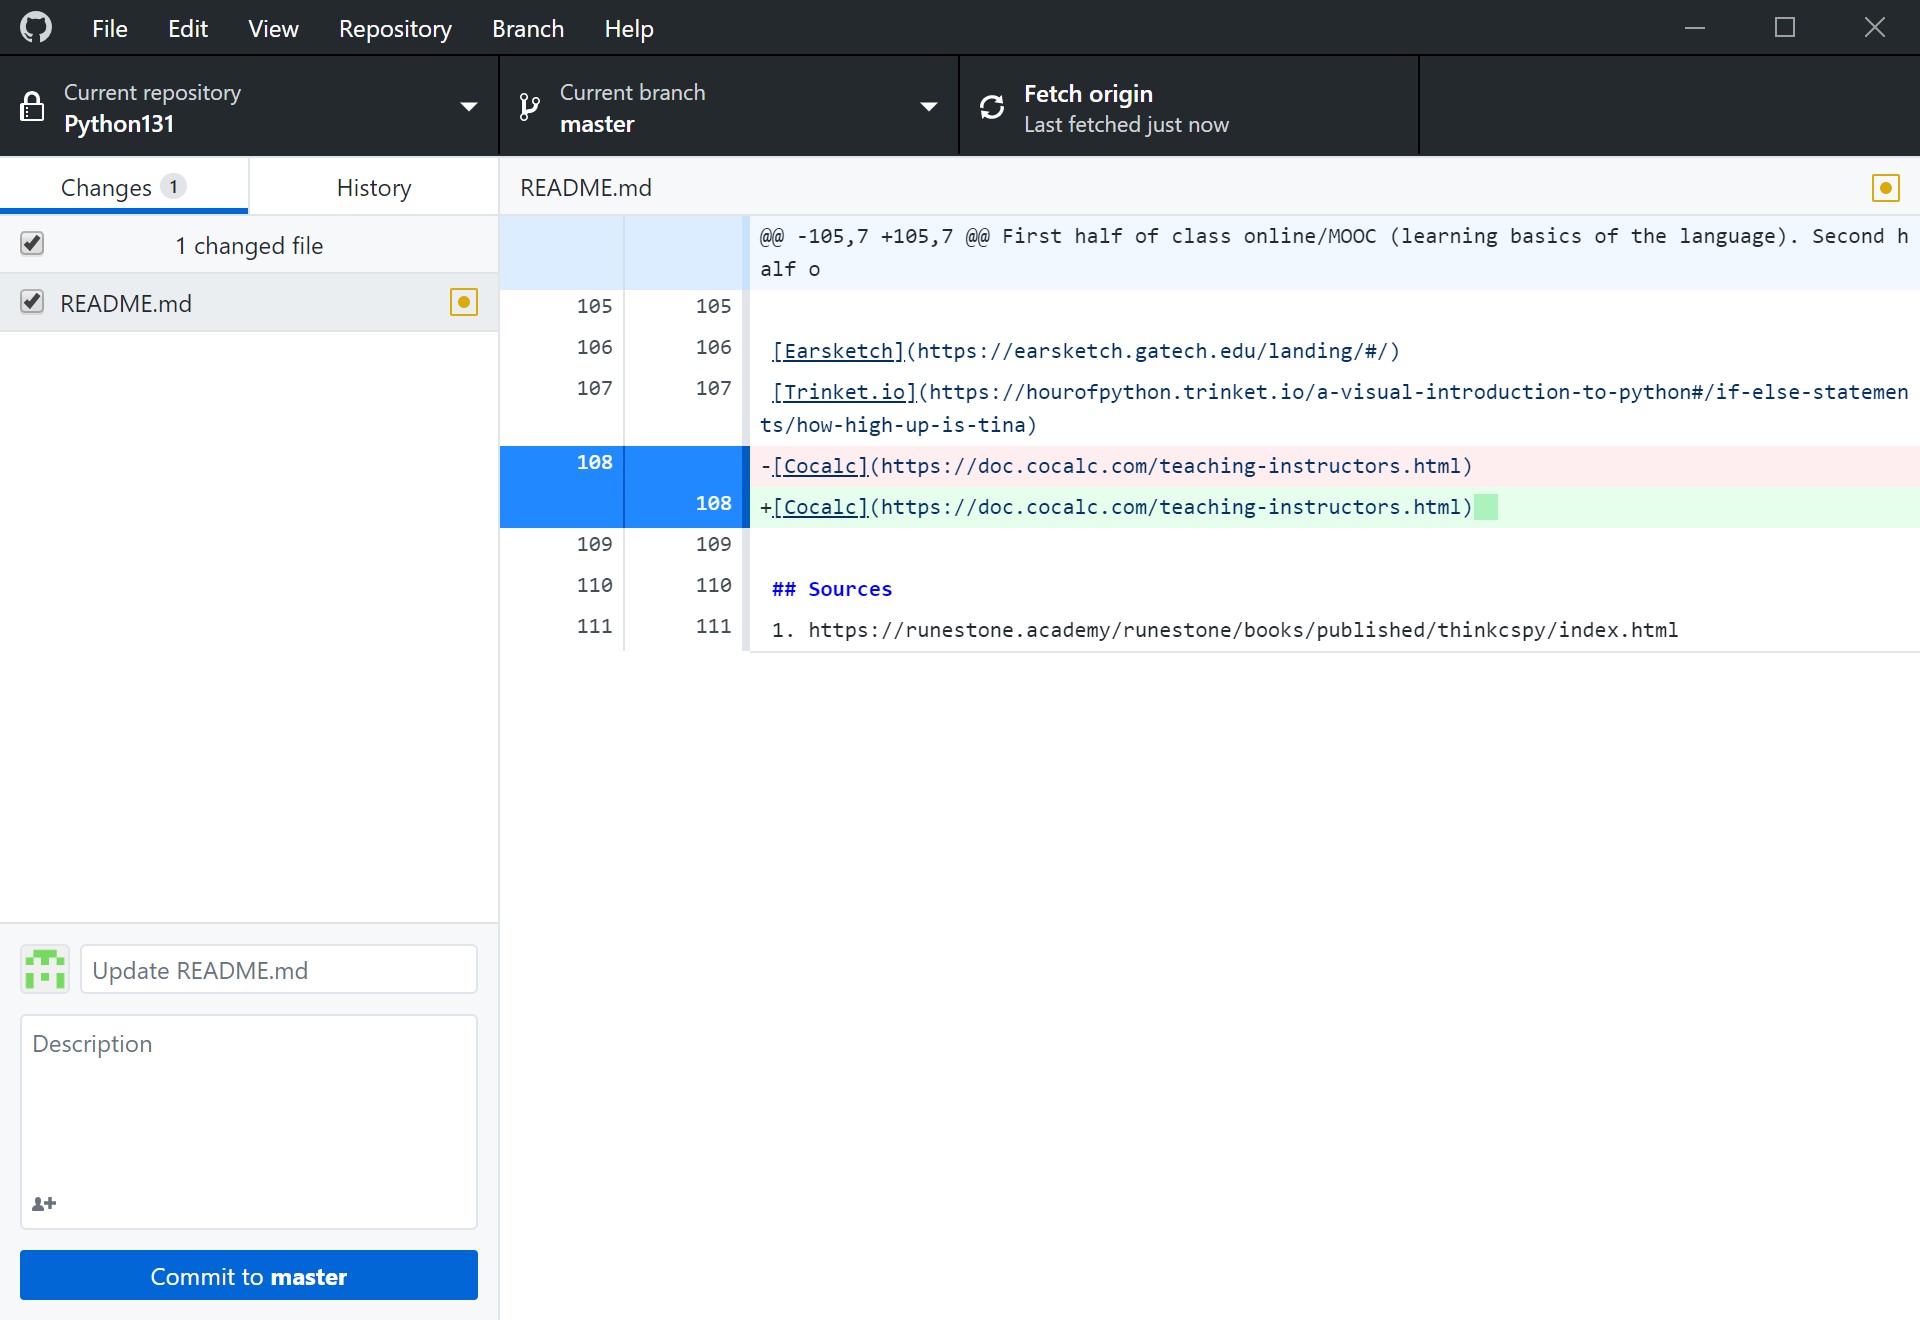 File Edit View Repository Branch Help
Current repository
Python131
Current branch
master
Fetch origin
Last fetched just now
Changes 1
History
README.md
1 changed file
README.md
@@ -105,7 +105,7 @@ First half of class online/MOOC (learning basics of the language). Second h
alf o
105 105
106 106 [Earsketch](https://earsketch.gatech.edu/landing/#/)
107 107 [Trinket.io](https://hourofpython.trinket.io/a-visual-introduction-to-python#/if-else-statemen
ts/how-high-up-is-tina)
108 -[Cocalc](https://doc.cocalc.com/teaching-instructors.html)
108 +[Cocalc](https://doc.cocalc.com/teaching-instructors.html)
109 109
110 110 ## Sources
111 111 1. https://runestone.academy/runestone/books/published/thinkcspy/index.html
Update README.md
Description
Commit to master